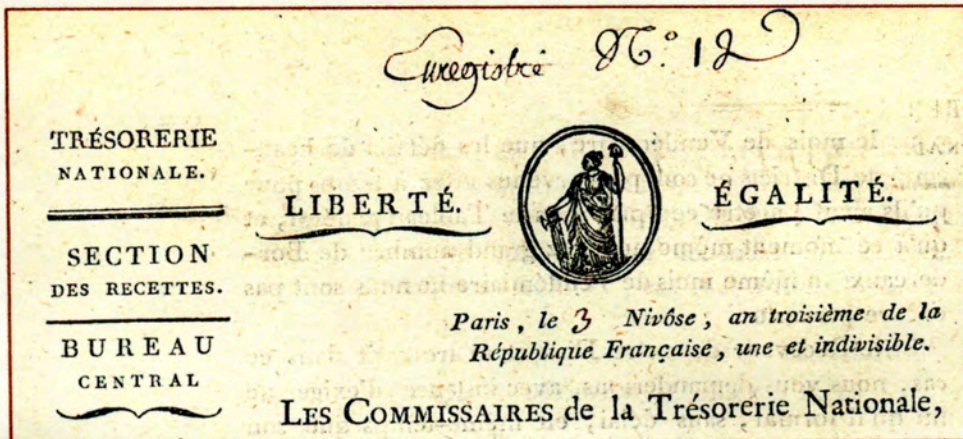 Enregistré N.º 12
TRÉSORERIE
NATIONALE.
SECTION
DES RECETTES.
BUREAU
CENTRAL
LIBERTÉ.
ÉGALITÉ.
Paris, le 3 Nivôse, an troisième de la
République Française, une et indivisible.
LES COMMISSAIRES de la Trésorerie Nationale,